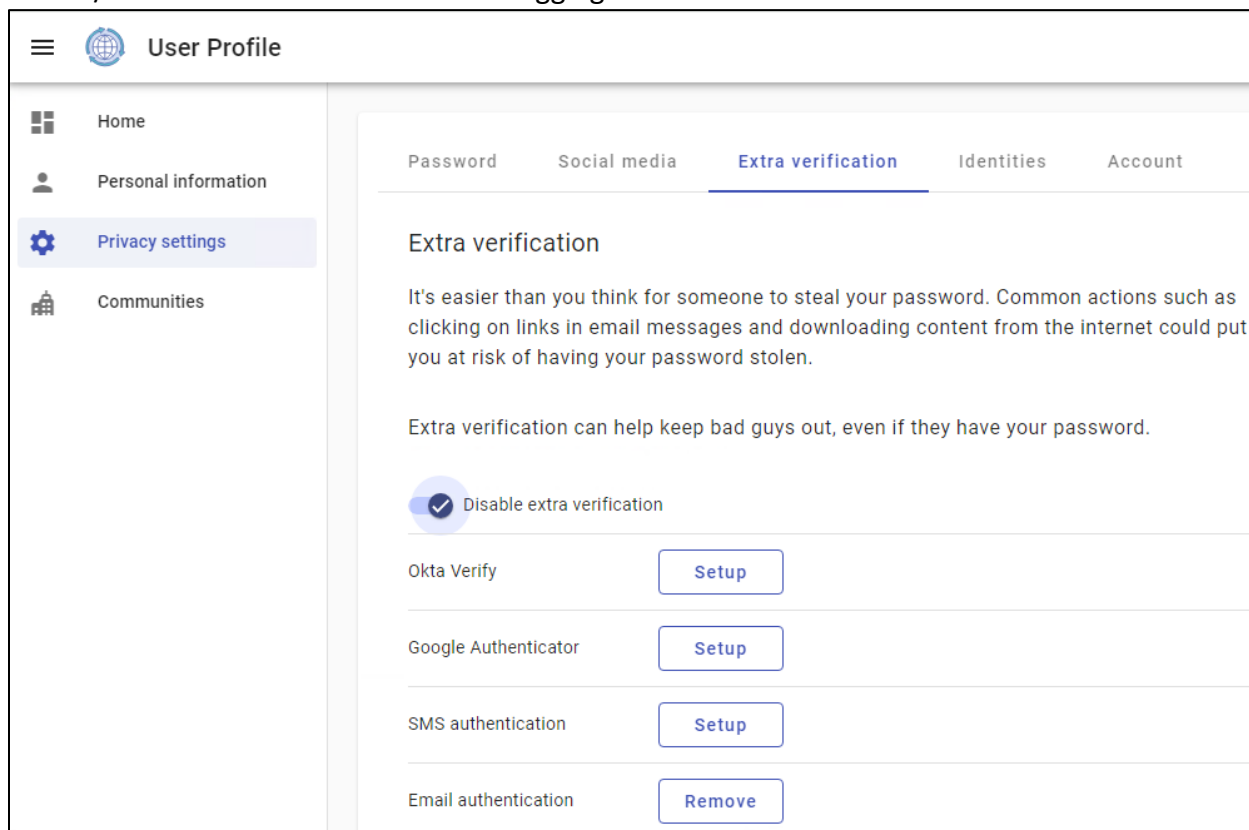 User Profile
Home
Personal information
Privacy settings
Communities
Password Social media Extra verification Identities Account
Extra verification
It's easier than you think for someone to steal your password. Common actions such as
clicking on links in email messages and downloading content from the internet could put
you at risk of having your password stolen.
Extra verification can help keep bad guys out, even if they have your password.
Disable extra verification
Okta Verify Setup
Google Authenticator Setup
SMS authentication Setup
Email authentication Remove